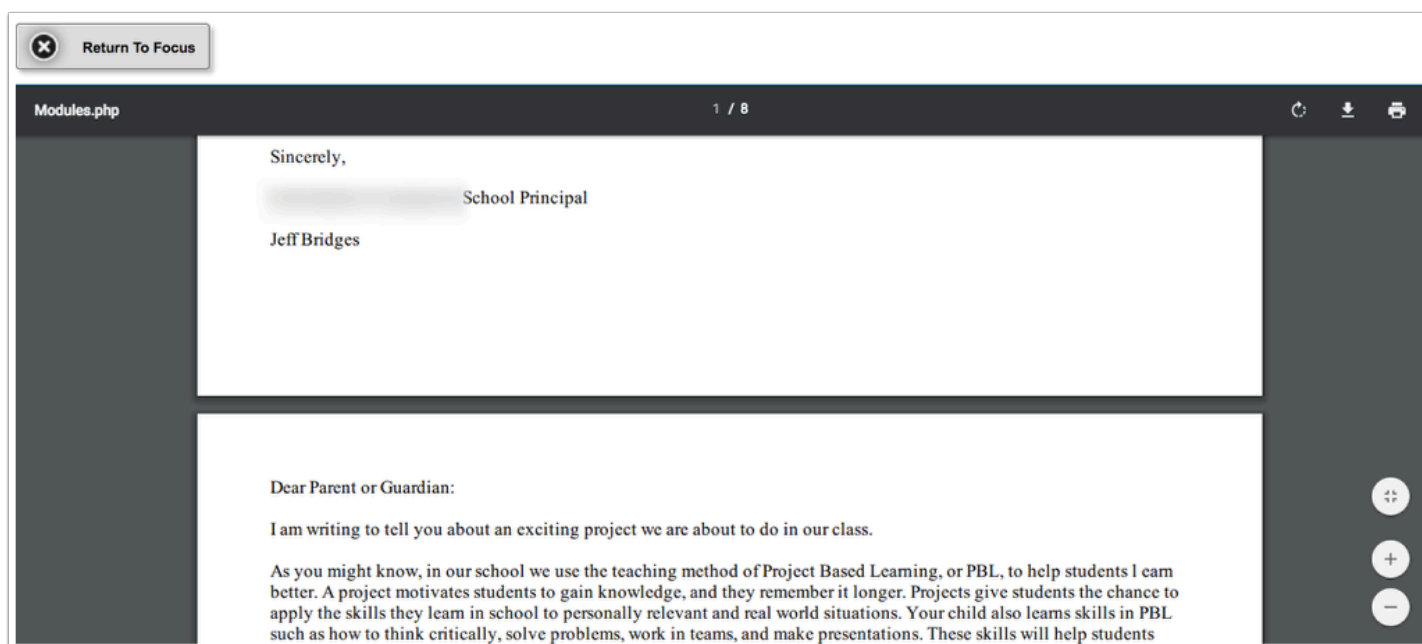 Return To Focus
Modules.php
1 / 8
Sincerely,
School Principal
Jeff Bridges
Dear Parent or Guardian:
I am writing to tell you about an exciting project we are about to do in our class.
As you might know, in our school we use the teaching method of Project Based Learning, or PBL, to help students l earn
better. A project motivates students to gain knowledge, and they remember it longer. Projects give students the chance to
apply the skills they learn in school to personally relevant and real world situations. Your child also learns skills in PBL
such as how to think critically, solve problems, work in teams, and make presentations. These skills will help students